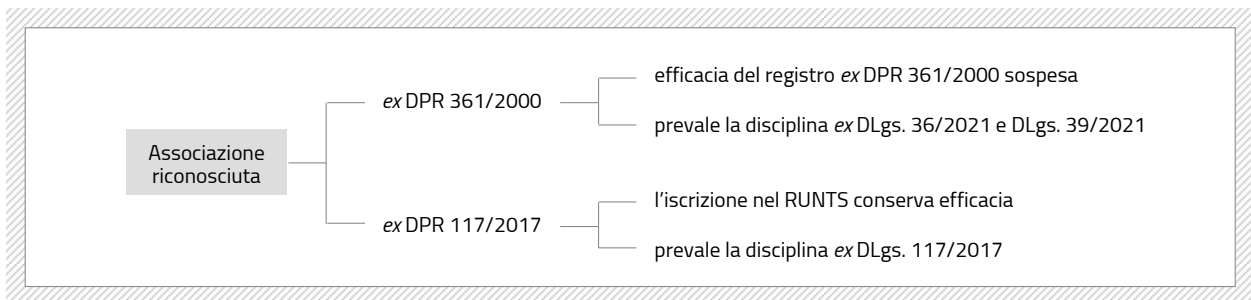 Associazione
riconosciuta
ex DPR 361/2000
efficacia del registro ex DPR 361/2000 sospesa
prevale la disciplina ex DLgs. 36/2021 e DLgs. 39/2021
ex DPR 117/2017
l’iscrizione nel RUNTS conserva efficacia
prevale la disciplina ex DLgs. 117/2017